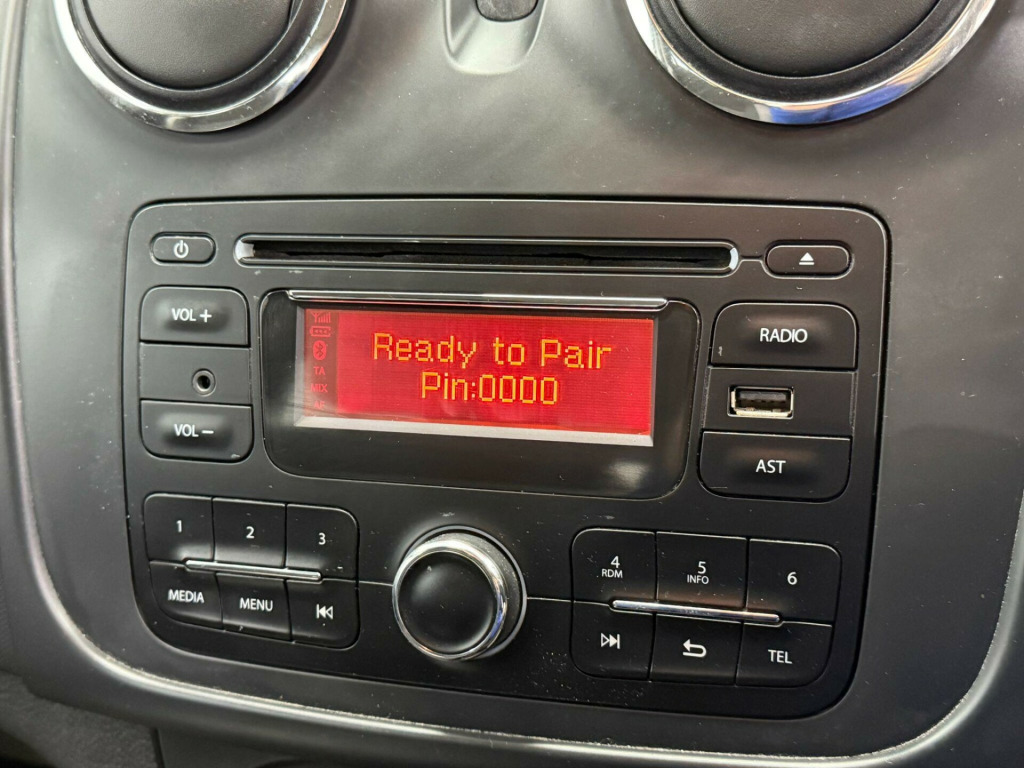 VOL +
VOL –
TA
MIX
Ready to Pair
Pin:0000
RADIO
AST
1
2
3
MEDIA
MENU
4
RDM
5
INFO
6
TEL